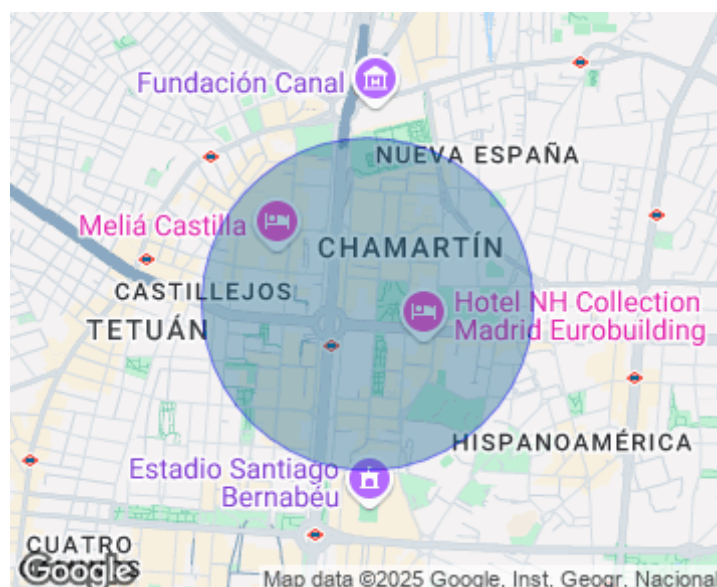 Fundación Canal
NUEVA ESPAÑA
Meliá Castilla
CHAMARTÍN
CASTILLEJOS
Hotel NH Collection
Madrid Eurobuilding
TETUÁN
HISPANOAMÉRICA
Estadio Santiago
Bernabéu
CUATRO
Google
Map data ©2025 Google, Inst. Geogr. Nacional